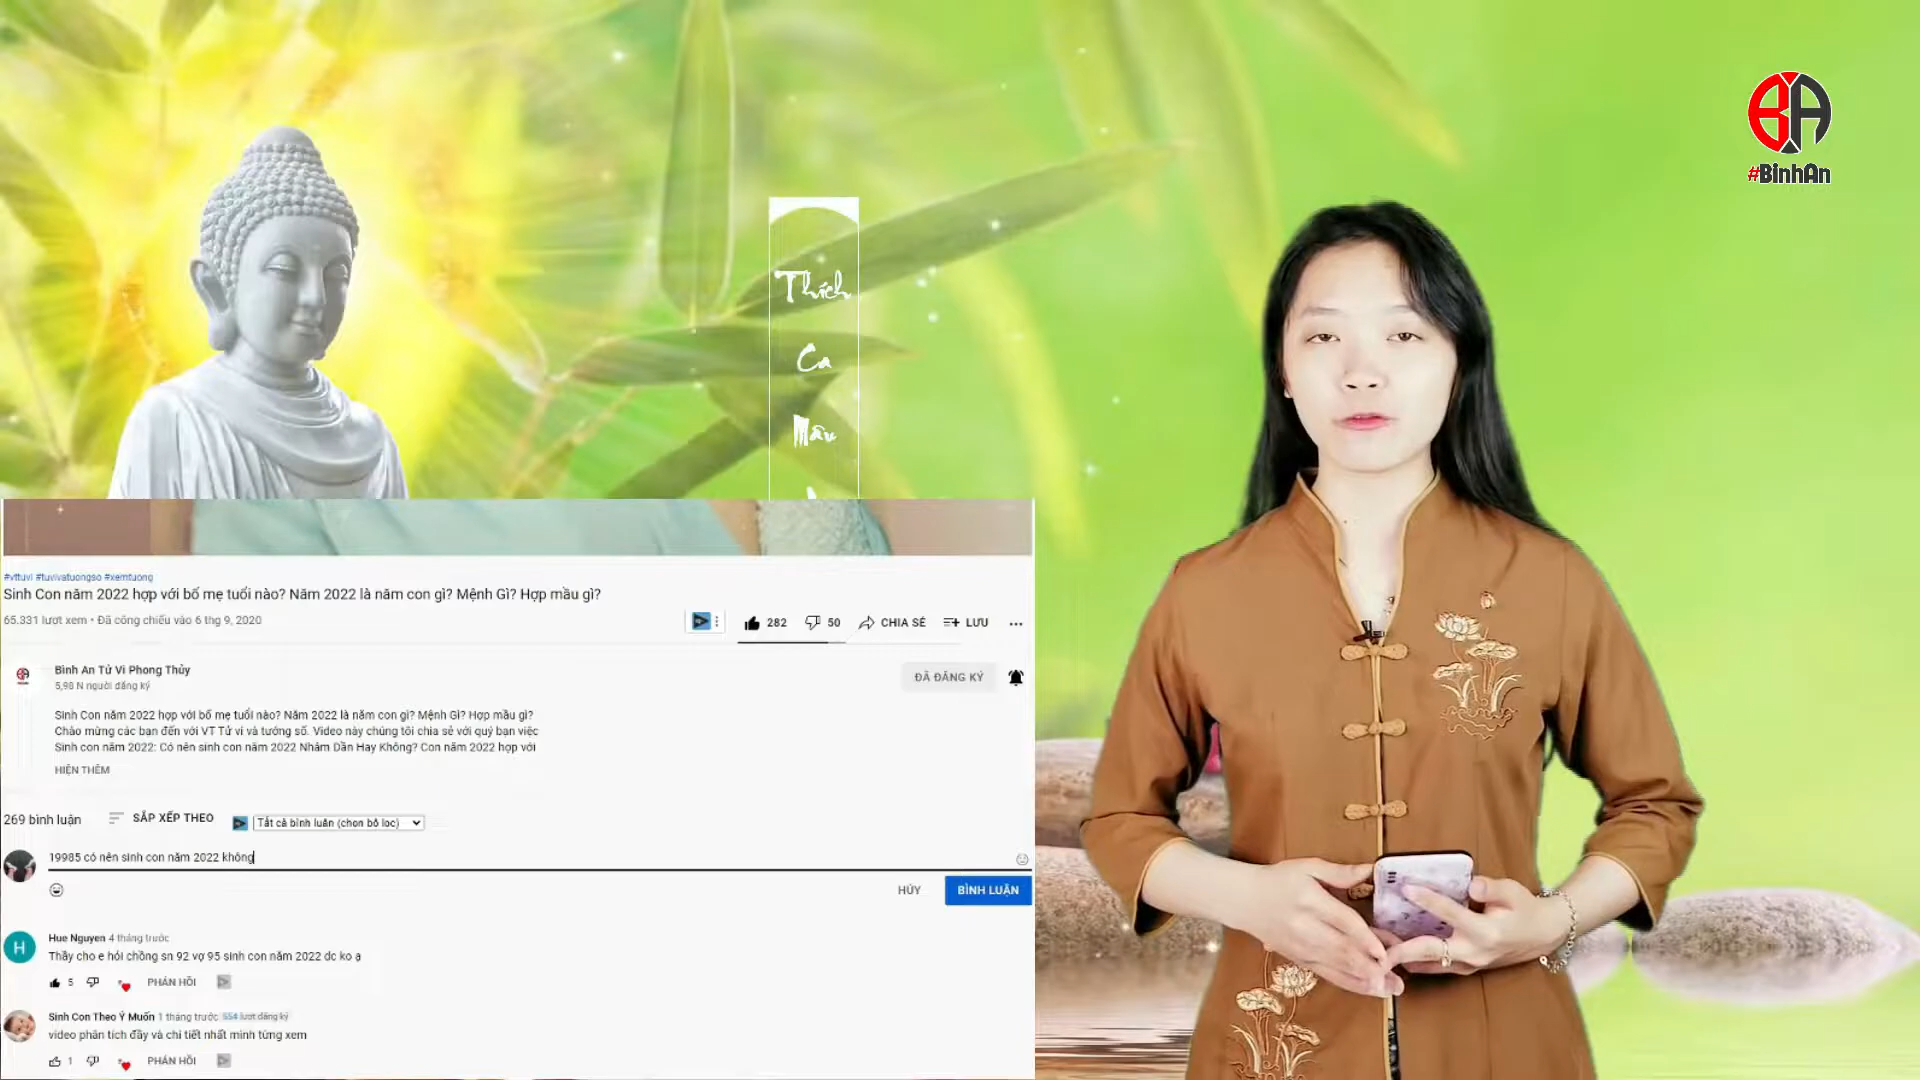 #BinhAn
Thích
Ca
Mâu
#vttuvi #tuvivatuongso #xemtuong
Sinh Con năm 2022 hợp với bố mẹ tuổi nào? Năm 2022 là năm con gì? Mệnh Gì? Hợp mầu gì?
65.331 lượt xem • Đã công chiếu vào 6 thg 9, 2020
282
50
CHIA SẺ
LƯU
Bình An Tử Vi Phong Thủy
5,98 N người đăng ký
ĐÃ ĐĂNG KÝ
Sinh Con năm 2022 hợp với bố mẹ tuổi nào? Năm 2022 là năm con gì? Mệnh Gì? Hợp mầu gì?
Chào mừng các bạn đến với VT Tử vi và tướng số. Video này chúng tôi chia sẻ với quý bạn việc
Sinh con năm 2022: Có nên sinh con năm 2022 Nhâm Dần Hay Không? Con năm 2022 hợp với
HIỆN THÊM
269 bình luận
SẮP XẾP THEO
Tất cả bình luận (chọn bộ lọc)
19985 có nên sinh con năm 2022 không
HỦY
BÌNH LUẬN
H
Hue Nguyen 4 tháng trước
Thầy cho e hỏi chồng sn 92 vợ 95 sinh con năm 2022 dc ko ạ
5
PHẢN HỒI
Sinh Con Theo Ý Muốn 1 tháng trước 554 lượt đăng ký
video phân tích đầy và chi tiết nhất mình từng xem
1
PHẢN HỒI